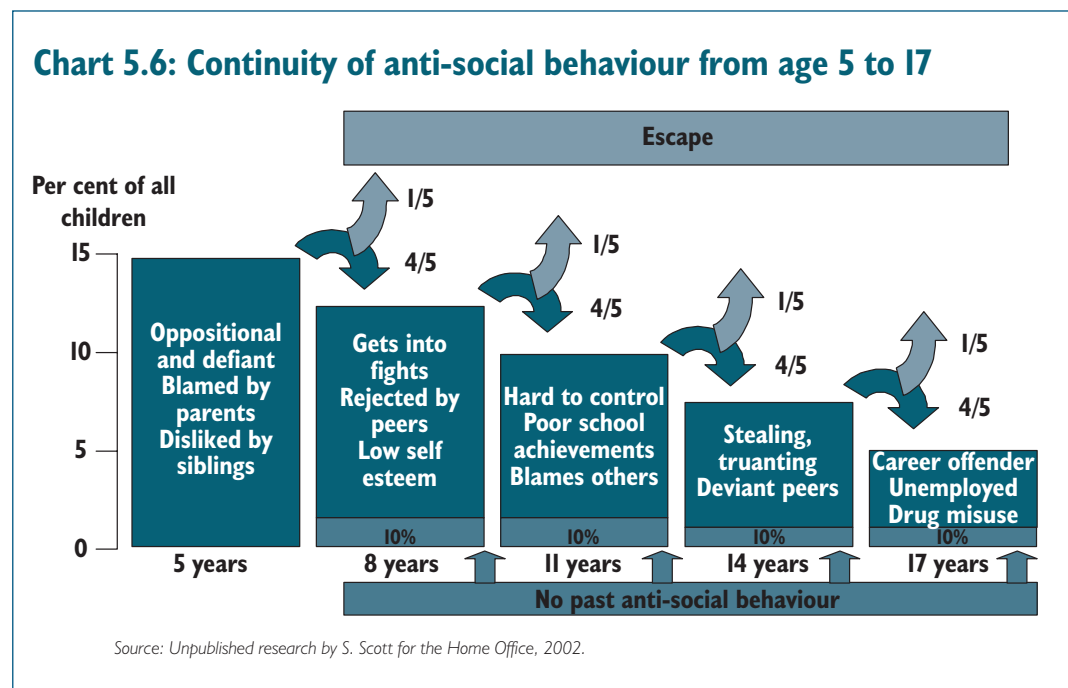 Chart 5.6: Continuity of anti-social behaviour from age 5 to 17
Escape
Per cent of all
children
15
10
5
0
1/5
4/5
1/5
4/5
1/5
4/5
1/5
4/5
Oppositional
and defiant
Blamed by
parents
Disliked by
siblings
Gets into
fights
Rejected by
peers
Low self
esteem
10%
Hard to control
Poor school
achievements
Blames others
10%
Stealing,
truanting
Deviant peers
10%
Career offender
Unemployed
Drug misuse
10%
5 years
8 years
11 years
14 years
17 years
No past anti-social behaviour
Source: Unpublished research by S. Scott for the Home Office, 2002.